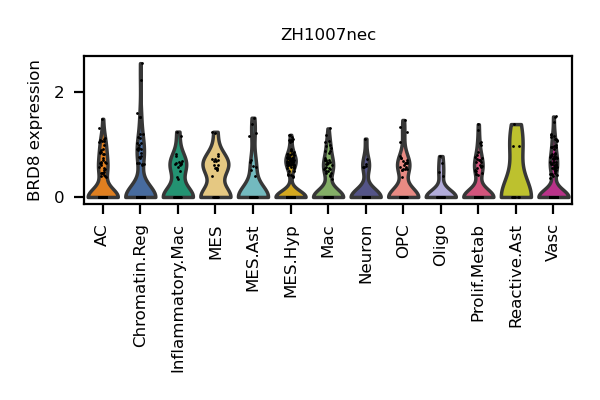 ZH1007nec
BRD8 expression
2
0
AC
Chromatin.Reg
Inflammatory.Mac
MES
MES.Ast
MES.Hyp
Mac
Neuron
OPC
Oligo
Prolif.Metab
Reactive.Ast
Vasc